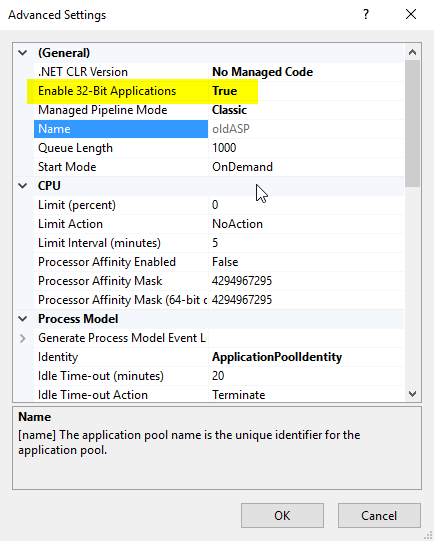 Advanced Settings ? ×
(General)
.NET CLR Version No Managed Code
Enable 32-Bit Applications True
Managed Pipeline Mode Classic
Name oldASP
Queue Length 1000
Start Mode OnDemand
CPU
Limit (percent) 0
Limit Action NoAction
Limit Interval (minutes) 5
Processor Affinity Enabled False
Processor Affinity Mask 4294967295
Processor Affinity Mask (64-bit c 4294967295
Process Model
Generate Process Model Event L
Identity ApplicationPoolIdentity
Idle Time-out (minutes) 20
Idle Time-out Action Terminate
Name
[name] The application pool name is the unique identifier for the
application pool.
OK Cancel